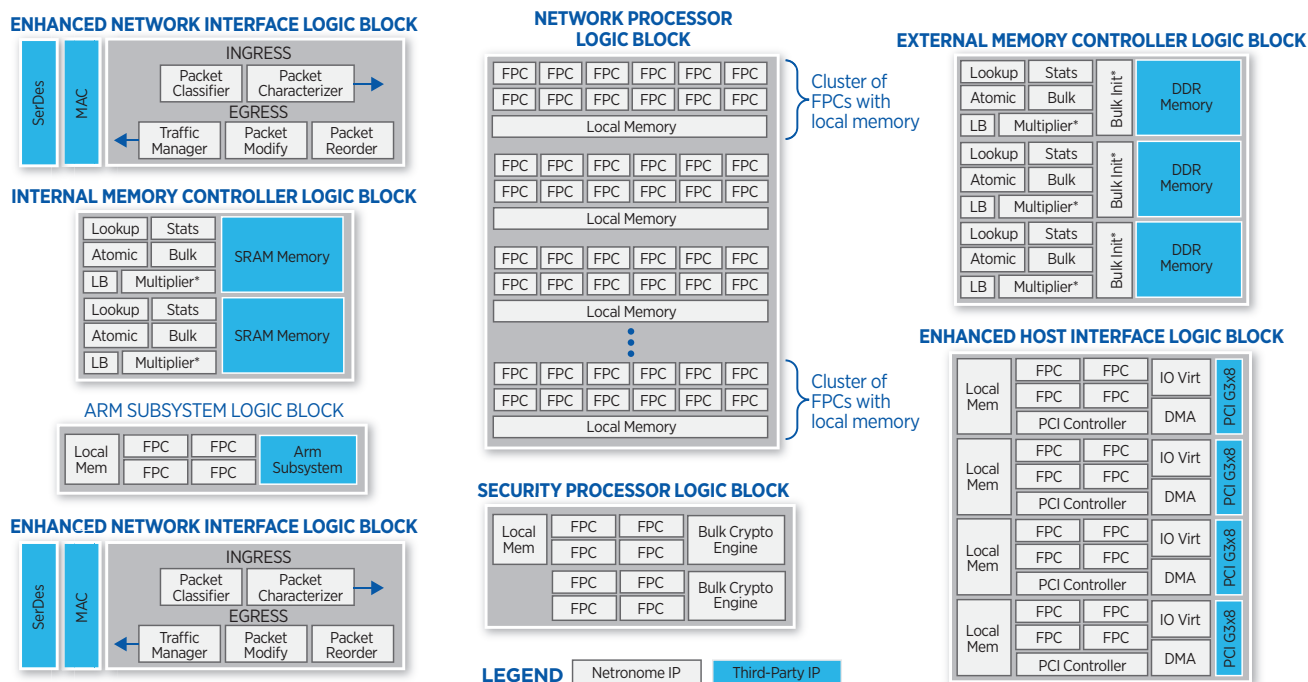 ENHANCED NETWORK INTERFACE LOGIC BLOCK
SerDes
MAC
INGRESS
Packet Classifier
Packet Characterizer
EGRESS
Traffic Manager
Packet Modify
Packet Reorder
INTERNAL MEMORY CONTROLLER LOGIC BLOCK
Lookup Stats
Atomic Bulk
LB Multiplier*
SRAM Memory
Lookup Stats
Atomic Bulk
LB Multiplier*
SRAM Memory
ARM SUBSYSTEM LOGIC BLOCK
Local Mem
FPC FPC
FPC FPC
Arm Subsystem
ENHANCED NETWORK INTERFACE LOGIC BLOCK
SerDes
MAC
INGRESS
Packet Classifier
Packet Characterizer
EGRESS
Traffic Manager
Packet Modify
Packet Reorder
NETWORK PROCESSOR
LOGIC BLOCK
FPC FPC FPC FPC FPC FPC
FPC FPC FPC FPC FPC FPC
Local Memory
Cluster of
FPCs with
local memory
FPC FPC FPC FPC FPC FPC
FPC FPC FPC FPC FPC FPC
Local Memory
FPC FPC FPC FPC FPC FPC
FPC FPC FPC FPC FPC FPC
Local Memory
FPC FPC FPC FPC FPC FPC
FPC FPC FPC FPC FPC FPC
Local Memory
Cluster of
FPCs with
local memory
SECURITY PROCESSOR LOGIC BLOCK
Local Mem
FPC FPC
FPC FPC
Bulk Crypto Engine
FPC FPC
FPC FPC
Bulk Crypto Engine
LEGEND Netronome IP Third-Party IP
EXTERNAL MEMORY CONTROLLER LOGIC BLOCK
Lookup Stats
Atomic Bulk
LB Multiplier*
Bulk Init*
DDR Memory
Lookup Stats
Atomic Bulk
LB Multiplier*
Bulk Init*
DDR Memory
Lookup Stats
Atomic Bulk
LB Multiplier*
Bulk Init*
DDR Memory
ENHANCED HOST INTERFACE LOGIC BLOCK
Local Mem
FPC FPC
FPC FPC
PCI Controller
IO Virt
DMA
PCI G3x8
Local Mem
FPC FPC
FPC FPC
PCI Controller
IO Virt
DMA
PCI G3x8
Local Mem
FPC FPC
FPC FPC
PCI Controller
IO Virt
DMA
PCI G3x8
Local Mem
FPC FPC
FPC FPC
PCI Controller
IO Virt
DMA
PCI G3x8